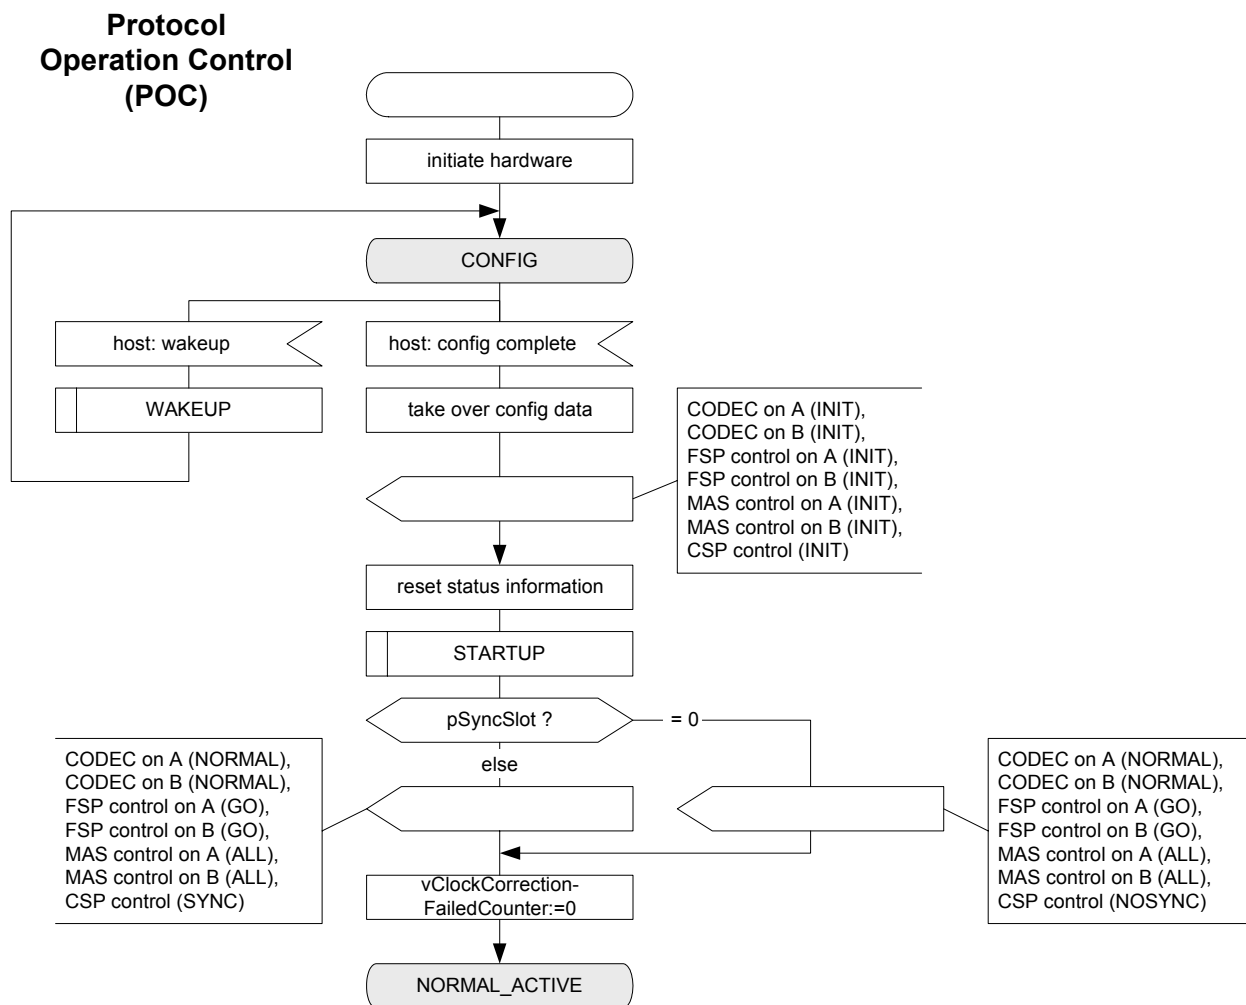 Protocol
Operation Control
(POC)
initiate hardware
CONFIG
host: wakeup
host: config complete
WAKEUP
take over config data
CODEC on A (INIT),
CODEC on B (INIT),
FSP control on A (INIT),
FSP control on B (INIT),
MAS control on A (INIT),
MAS control on B (INIT),
CSP control (INIT)
reset status information
STARTUP
pSyncSlot ?
= 0
else
CODEC on A (NORMAL),
CODEC on B (NORMAL),
FSP control on A (GO),
FSP control on B (GO),
MAS control on A (ALL),
MAS control on B (ALL),
CSP control (SYNC)
CODEC on A (NORMAL),
CODEC on B (NORMAL),
FSP control on A (GO),
FSP control on B (GO),
MAS control on A (ALL),
MAS control on B (ALL),
CSP control (NOSYNC)
vClockCorrection-
FailedCounter:=0
NORMAL_ACTIVE